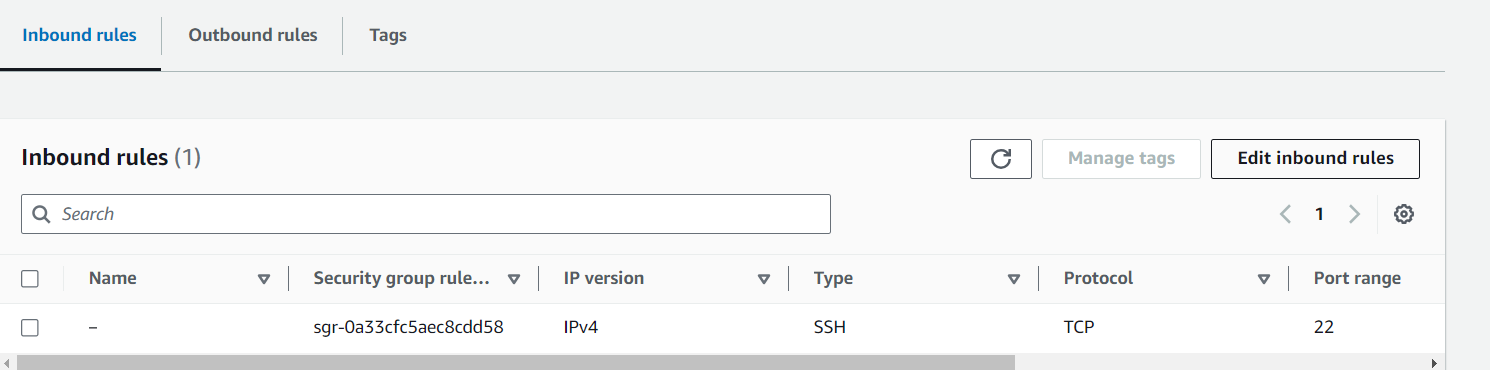 Inbound rules Outbound rules Tags
Inbound rules (1) Manage tags Edit inbound rules
Search 1
Name Security group rule... IP version Type Protocol Port range
– sgr-0a33cfc5aec8cdd58 IPv4 SSH TCP 22